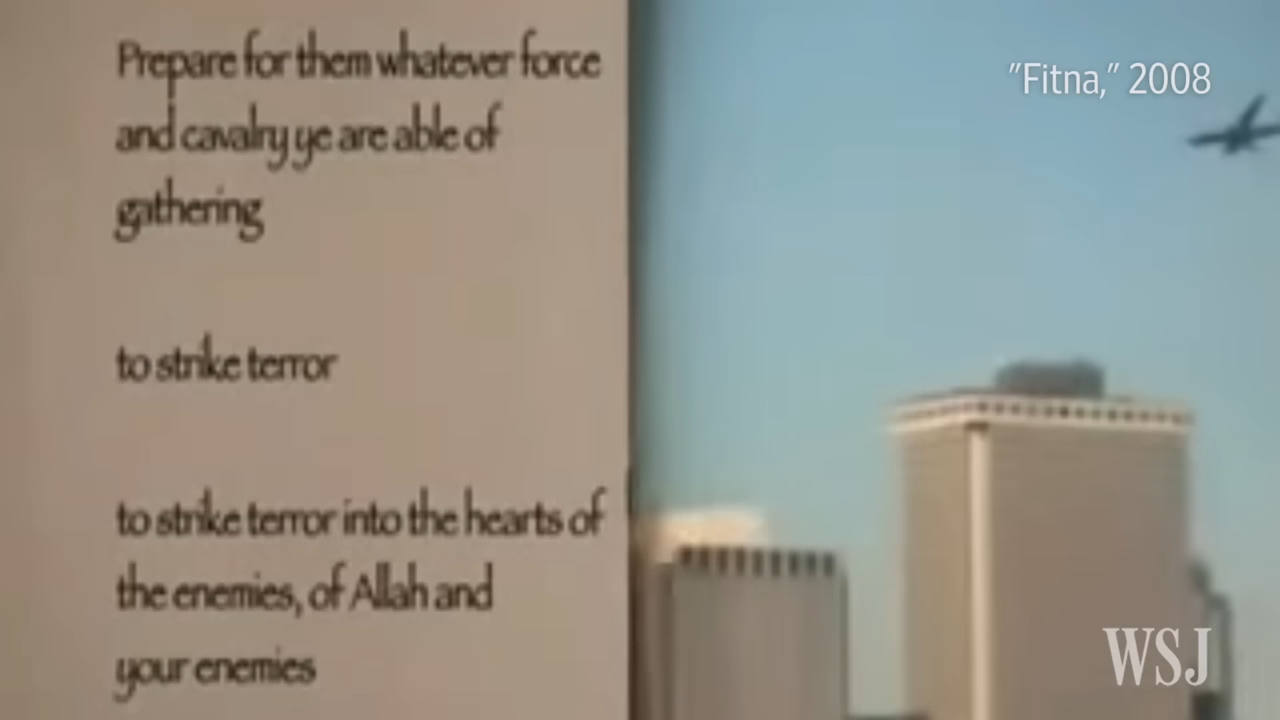 Prepare for them whatever force
and cavalry ye are able of
gathering
to strike terror
to strike terror into the hearts of
the enemies, of Allah and
your enemies
"Fitna," 2008
WSJ